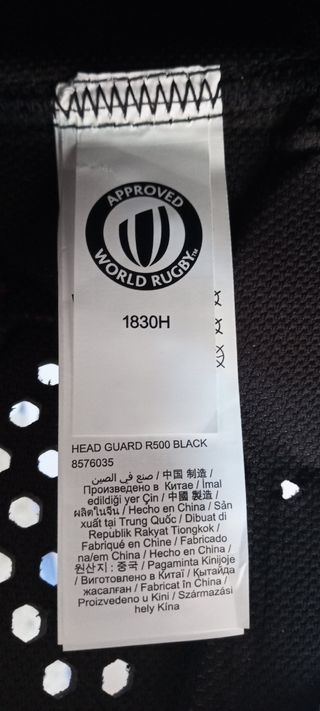 APPROVED
WORLD RUGBY™
1830H
HEAD GUARD R500 BLACK
8576035
صنع في الصين / 中国 制造 /
Произведено в Китае / İmal
edildiği yer Çin / 中國 製造 /
ผลิตในจีน / Hecho en China / Sản
xuất tại Trung Quốc / Dibuat di
Republik Rakyat Tiongkok /
Fabriqué en Chine / Fabricado
na/em China / Hecho en China /
원산지 : 중국 / Pagaminta Kinijoje
/ Виготовлено в Китаї / Қытайда
жасалған / Fabricat în China /
Proizvedeno u Kini / Származási
hely Kína